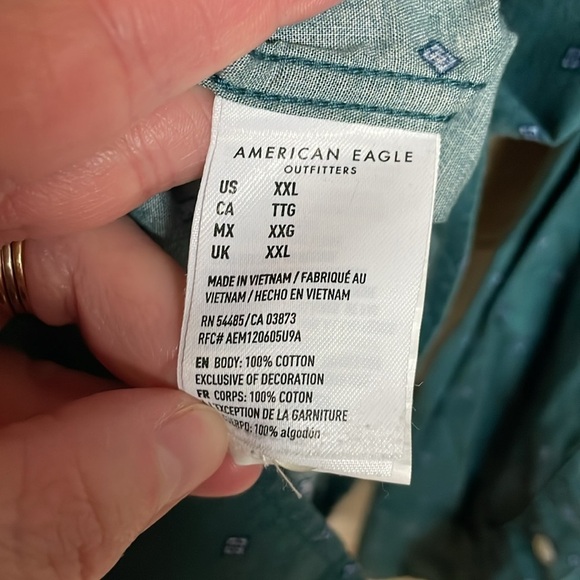 AMERICAN EAGLE
OUTFITTERS
US XXL
CA TTG
MX XXG
UK XXL
MADE IN VIETNAM / FABRIQUÉ AU
VIETNAM / HECHO EN VIETNAM
RN 54485/CA 03873
RFC# AEM120605U9A
EN BODY: 100% COTTON
EXCLUSIVE OF DECORATION
FR CORPS: 100% COTON
EXCEPTION DE LA GARNITURE
100% algodón